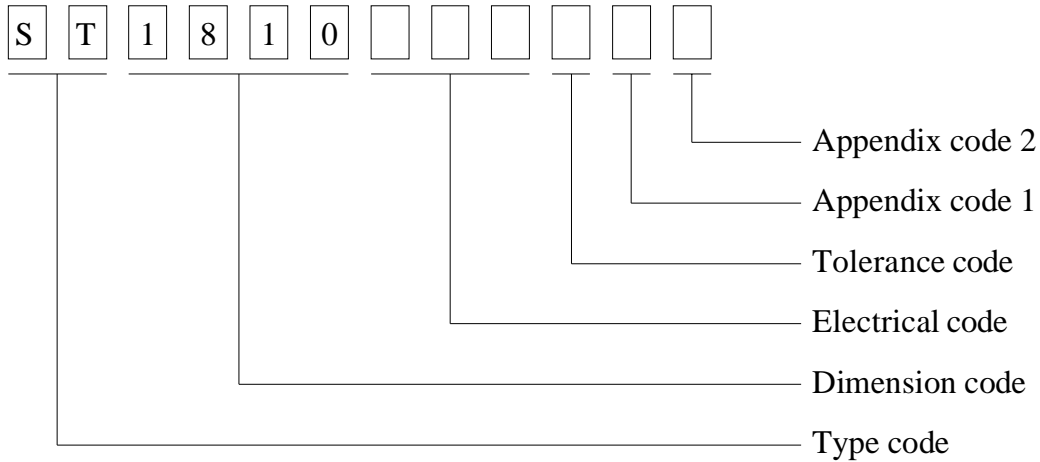 S T 1 8 1 0
Appendix code 2
Appendix code 1
Tolerance code
Electrical code
Dimension code
Type code